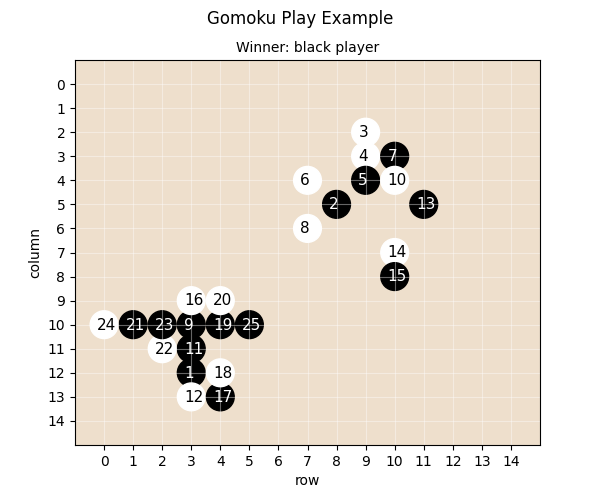 Gomoku Play Example
Winner: black player
0
1
2 3
3 4 7
4 6 5 10
5 2 13
6 8
7 14
8 15
9 16 20
10 24 21 23 9 19 25
11 22 11
12 1 18
13 12 17
14
column
0 1 2 3 4 5 6 7 8 9 10 11 12 13 14
row